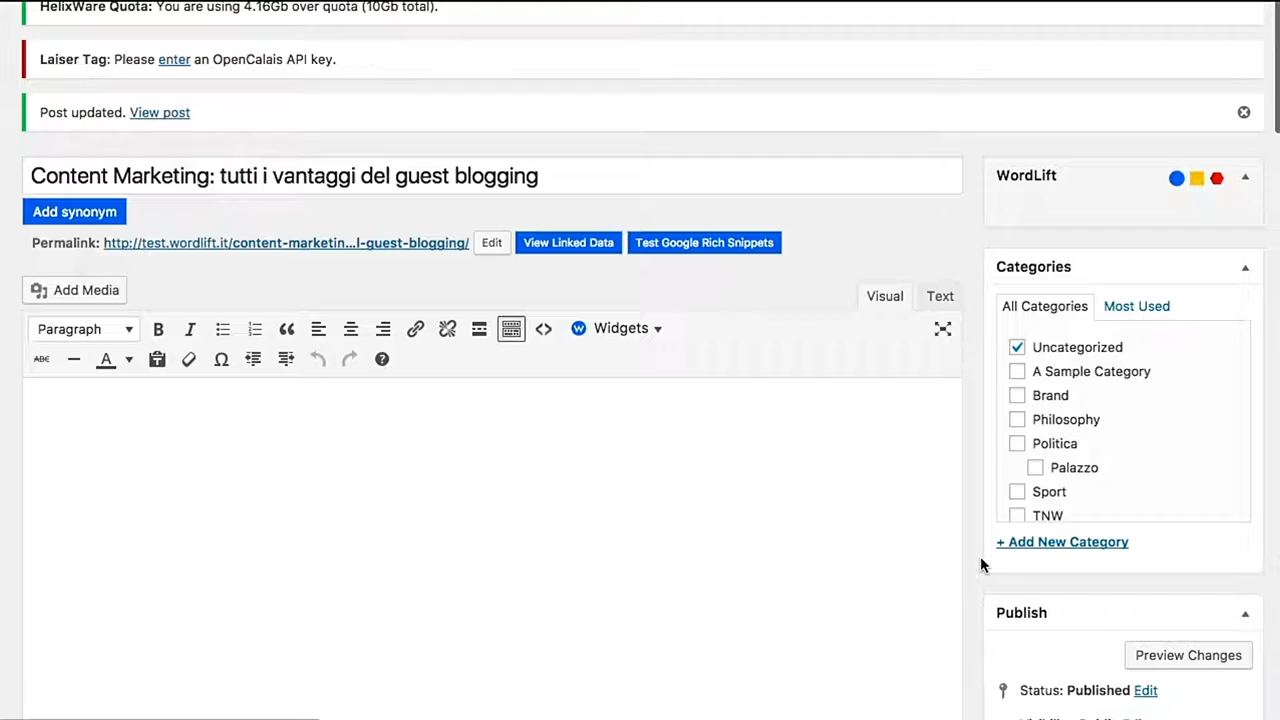 HelixWare Quota: You are using 4.16Gb over quota (10Gb total).
Laiser Tag: Please enter an OpenCalais API key.
Post updated. View post
Content Marketing: tutti i vantaggi del guest blogging
Add synonym
Permalink: http://test.wordlift.it/content-marketin...l-guest-blogging/ Edit View Linked Data Test Google Rich Snippets
Add Media
Visual Text
Paragraph B I Widgets
ABC A
WordLift
Categories
All Categories Most Used
Uncategorized
A Sample Category
Brand
Philosophy
Politica
Palazzo
Sport
TNW
+ Add New Category
Publish
Preview Changes
Status: Published Edit